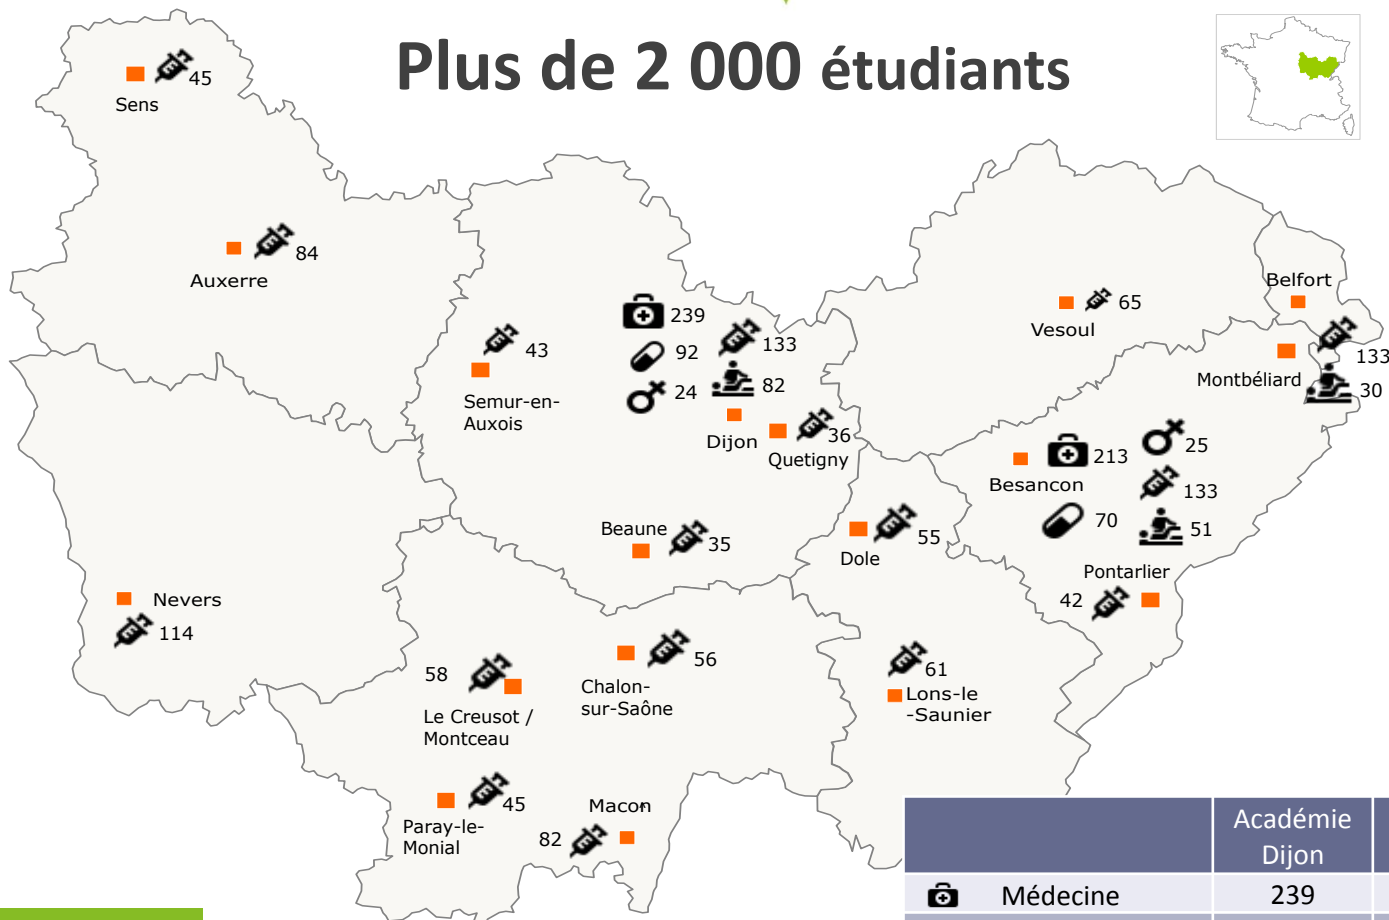 Plus de 2 000 étudiants
45
Sens
84
Auxerre
239
92
133
24
82
43
Semur-en-
Auxois
Dijon
36
Quetigny
65
Vesoul
Belfort
133
Montbéliard
30
213
25
Besancon
133
70
51
Pontarlier
42
Beaune
35
55
Dole
Nevers
114
58
Le Creusot /
Montceau
56
Chalon-
sur-Saône
61
Lons-le
-Saunier
45
Paray-le-
Monial
Macon
82
Académie
Dijon
Médecine 239